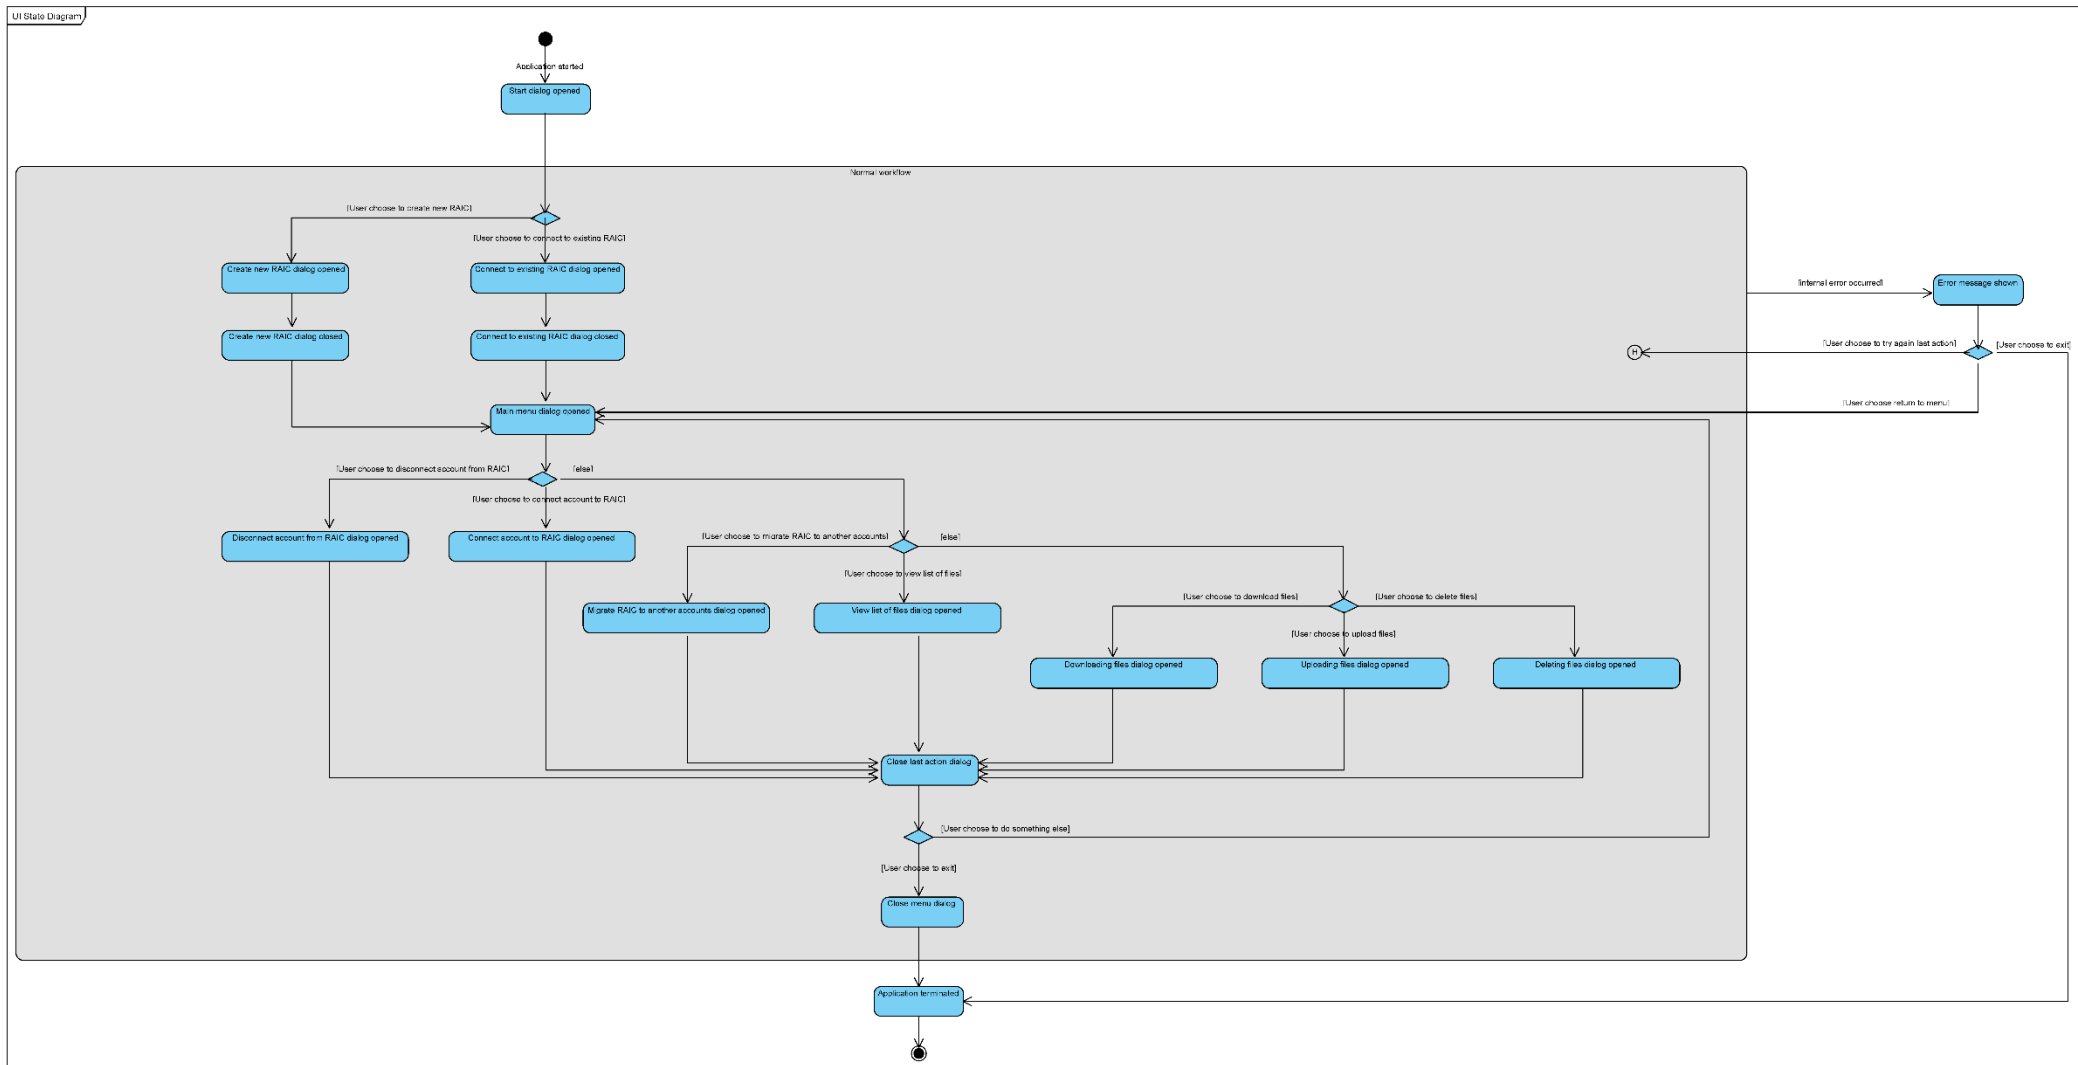 UI State Diagram
Application started
Start dialog opened
Normal workflow
[User choose to create new RAIC]
[User choose to connect to existing RAIC]
Create new RAIC dialog opened
Connect to existing RAIC dialog opened
[internal error occurred]
Error message shown
Create new RAIC dialog closed
Connect to existing RAIC dialog closed
H
[User choose to try again last action]
[User choose to exit]
Main menu dialog opened
[User choose return to menu]
[User choose to disconnect account from RAIC]
[else]
[User choose to connect account to RAIC]
Disconnect account from RAIC dialog opened
Connect account to RAIC dialog opened
[User choose to migrate RAIC to another accounts]
[else]
[User choose to view list of files]
Migrate RAIC to another accounts dialog opened
View list of files dialog opened
[User choose to download files]
[User choose to delete files]
[User choose to upload files]
Downloading files dialog opened
Uploading files dialog opened
Deleting files dialog opened
Close last action dialog
[User choose to do something else]
[User choose to exit]
Close menu dialog
Application terminated